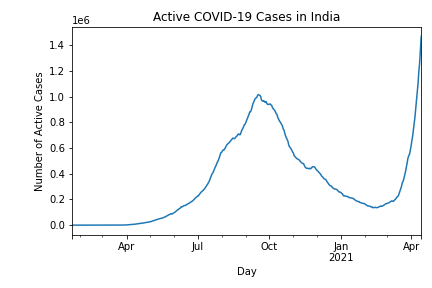 Active COVID-19 Cases in India
1e6
1.4
1.2
1.0
0.8
0.6
0.4
0.2
0.0
Number of Active Cases
Apr
Jul
Oct
Jan
2021
Apr
Day